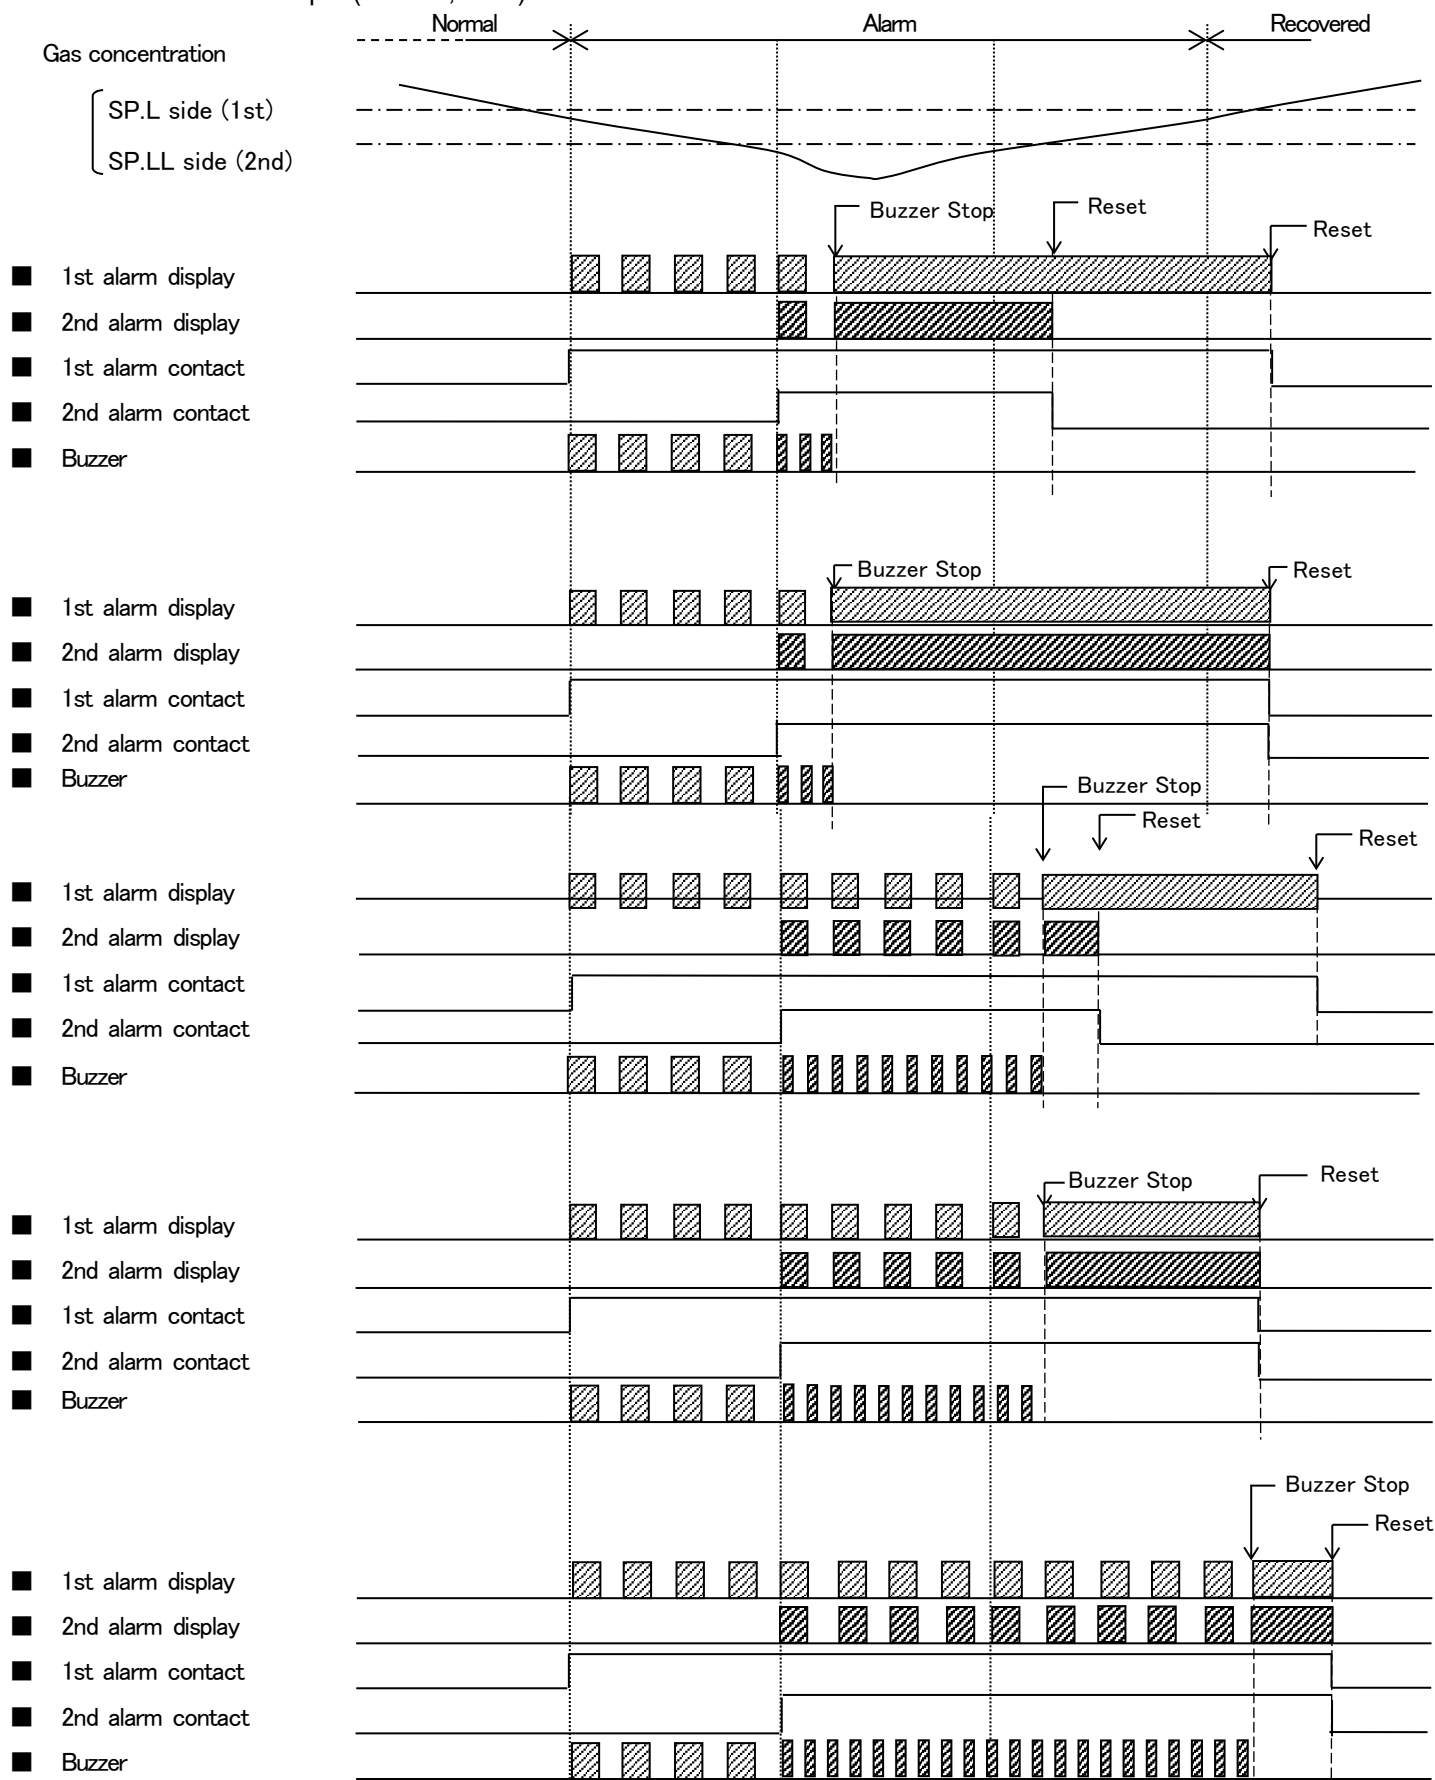 Normal Alarm Recovered
Gas concentration
SP.L side (1st)
SP.LL side (2nd)
Buzzer Stop Reset Reset
■ 1st alarm display
■ 2nd alarm display
■ 1st alarm contact
■ 2nd alarm contact
■ Buzzer
Buzzer Stop Reset
■ 1st alarm display
■ 2nd alarm display
■ 1st alarm contact
■ 2nd alarm contact
■ Buzzer
Buzzer Stop
Reset
Reset
■ 1st alarm display
■ 2nd alarm display
■ 1st alarm contact
■ 2nd alarm contact
■ Buzzer
Buzzer Stop Reset
■ 1st alarm display
■ 2nd alarm display
■ 1st alarm contact
■ 2nd alarm contact
■ Buzzer
Buzzer Stop
Reset
■ 1st alarm display
■ 2nd alarm display
■ 1st alarm contact
■ 2nd alarm contact
■ Buzzer